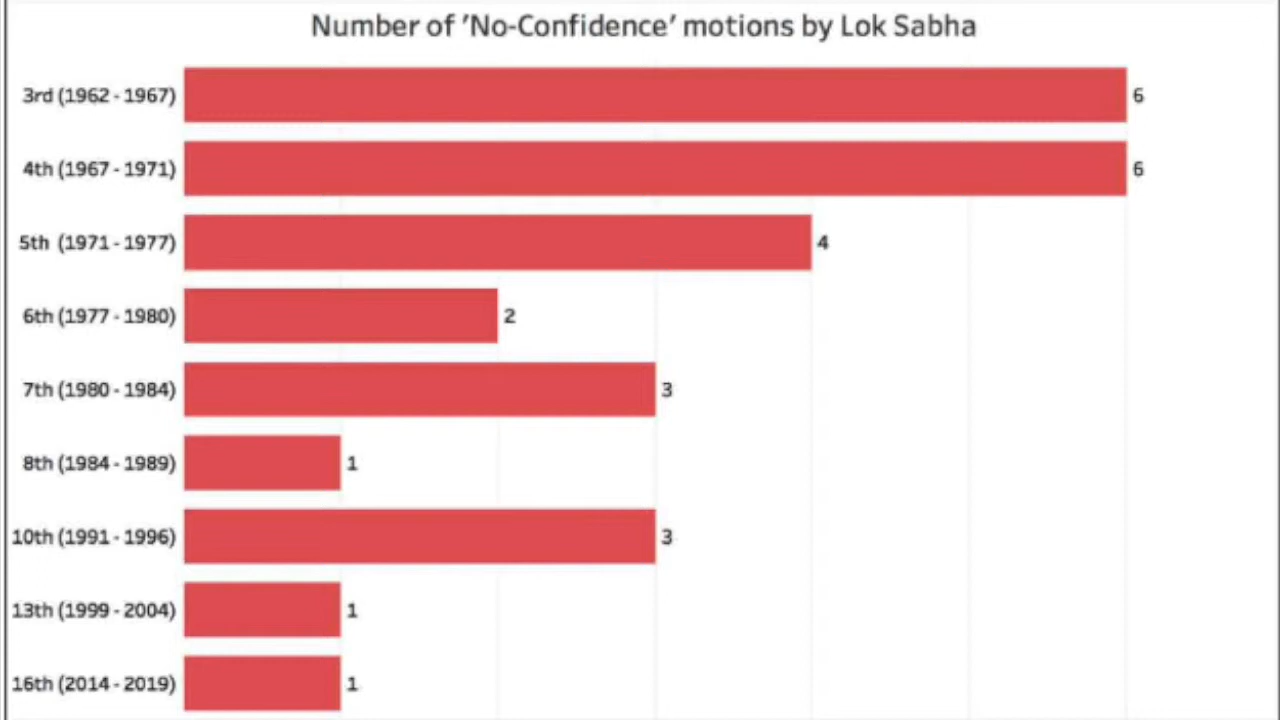 Number of 'No-Confidence' motions by Lok Sabha
3rd (1962 - 1967) 6
4th (1967 - 1971) 6
5th (1971 - 1977) 4
6th (1977 - 1980) 2
7th (1980 - 1984) 3
8th (1984 - 1989) 1
10th (1991 - 1996) 3
13th (1999 - 2004) 1
16th (2014 - 2019) 1